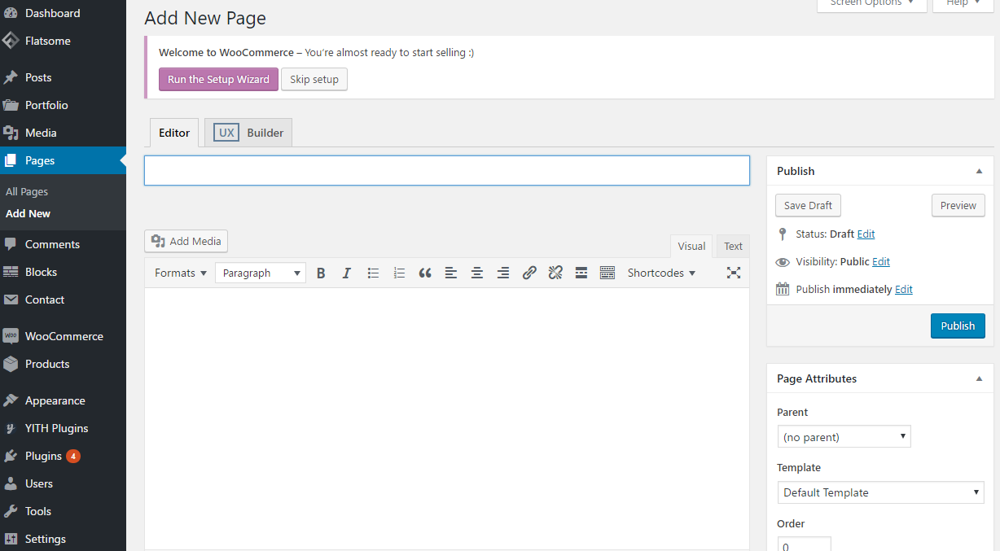 Dashboard
Flatsome
Posts
Portfolio
Media
Pages
All Pages
Add New
Comments
Blocks
Contact
WOO WooCommerce
Products
Appearance
YITH Plugins
Plugins 4
Users
Tools
Settings
Screen Options ▼
Help ▼
Add New Page
Welcome to WooCommerce – You're almost ready to start selling :)
Run the Setup Wizard Skip setup
Editor UX Builder
Add Media
Visual Text
Formats ▼ Paragraph ▼ B I Shortcodes ▼
Publish ▲
Save Draft Preview
Status: Draft Edit
Visibility: Public Edit
Publish immediately Edit
Publish
Page Attributes ▲
Parent
(no parent) ▼
Template
Default Template ▼
Order
0